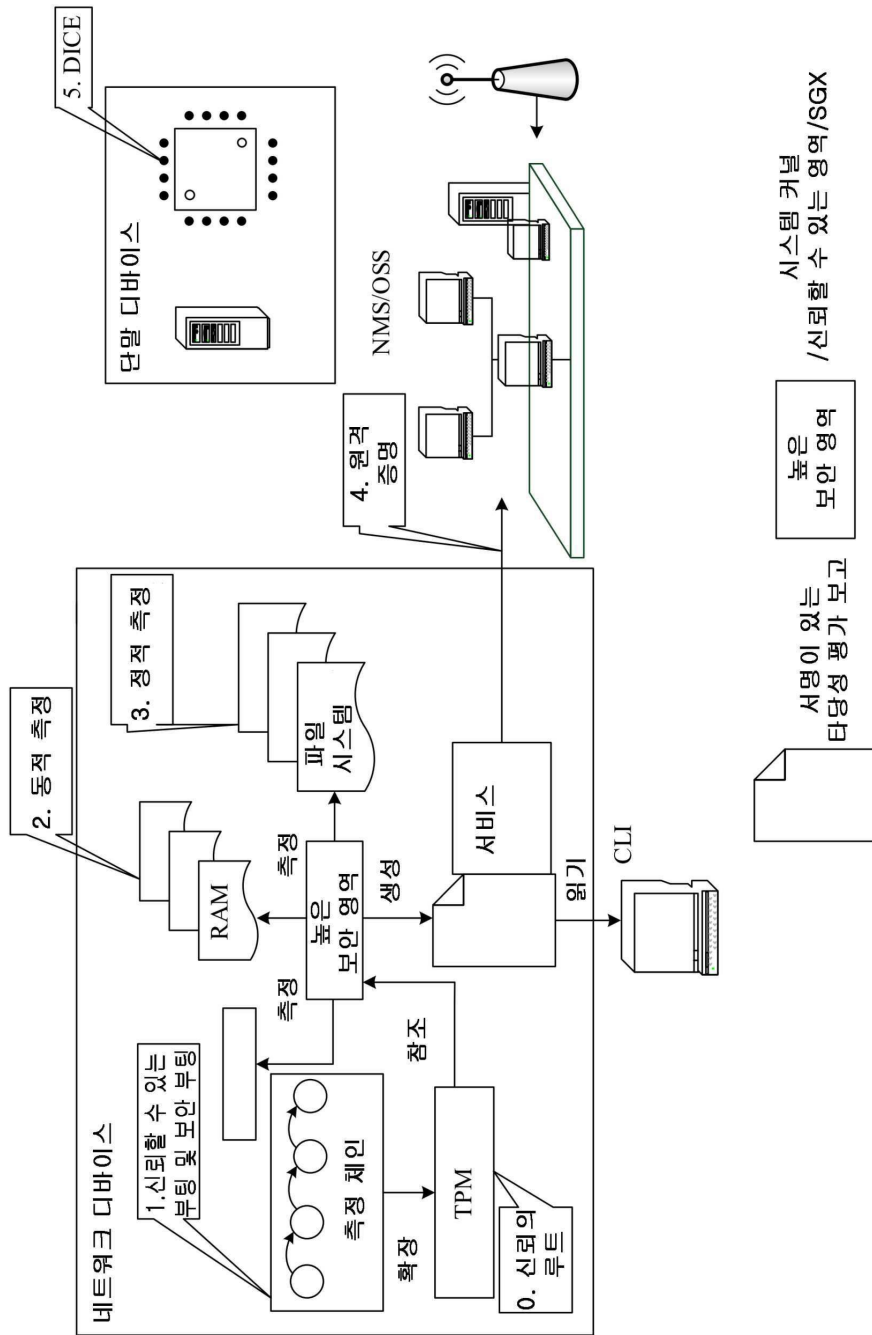 네트워크 디바이스
1.신뢰할 수 있는
부팅 및 보안 부팅
2. 동적 측정
3. 정적 측정
RAM
파일
시스템
측정
측정
높은
보안 영역
생성
측정 체인
확장
참조
TPM
0. 신뢰의
루트
서비스
읽기
CLI
4. 원격
증명
NMS/OSS
단말 디바이스
5. DICE
서명이 있는
타당성 평가 보고
높은
보안 영역
시스템 커널
/신뢰할 수 있는 영역/SGX